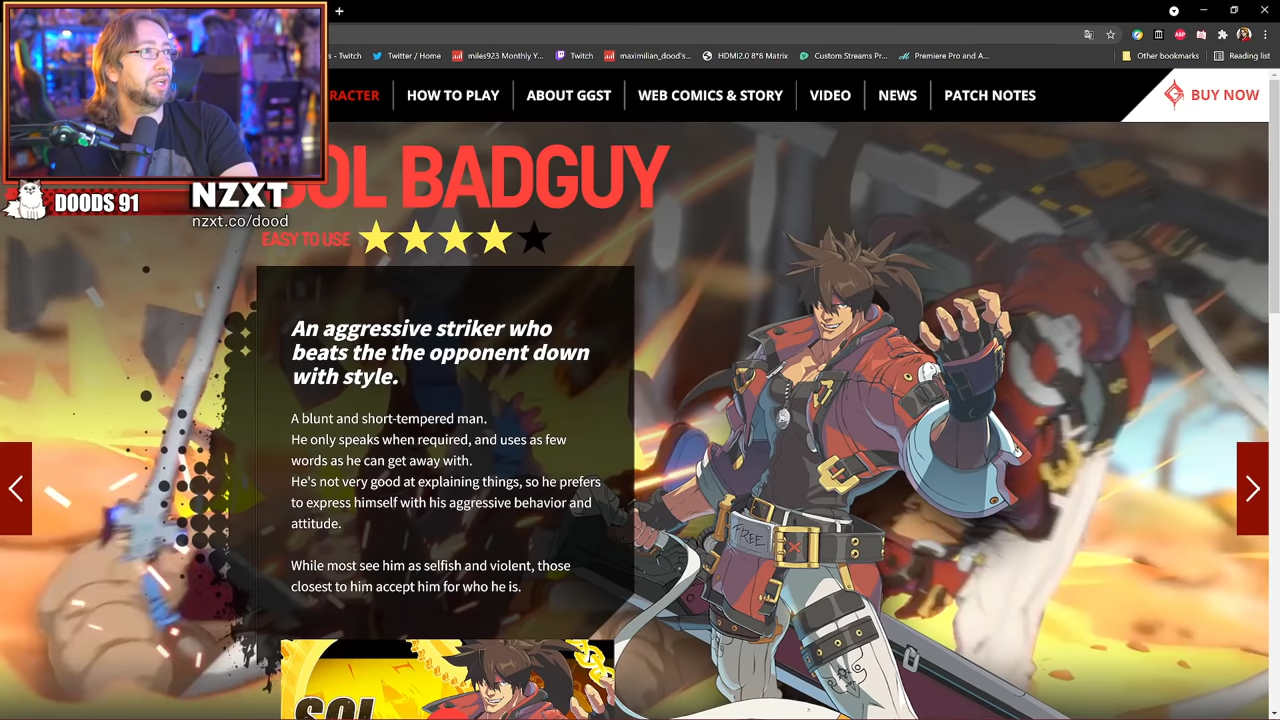 s - Twitch
Twitter / Home
miles923 Monthly Y...
Twitch
maximilian_dood's...
HDMI2.0 8*8 Matrix
Custom Streams Pr...
Premiere Pro and A...
Other bookmarks
Reading list
ABP
RACTER
HOW TO PLAY
ABOUT GGST
WEB COMICS & STORY
VIDEO
NEWS
PATCH NOTES
BUY NOW
OL BADGUY
DOODS 91
NZXT
nzxt.co/dood
EASY TO USE
An aggressive striker who
beats the the opponent down
with style.
A blunt and short-tempered man.
He only speaks when required, and uses as few
words as he can get away with.
He's not very good at explaining things, so he prefers
to express himself with his aggressive behavior and
attitude.
While most see him as selfish and violent, those
closest to him accept him for who he is.
FREE
SOL